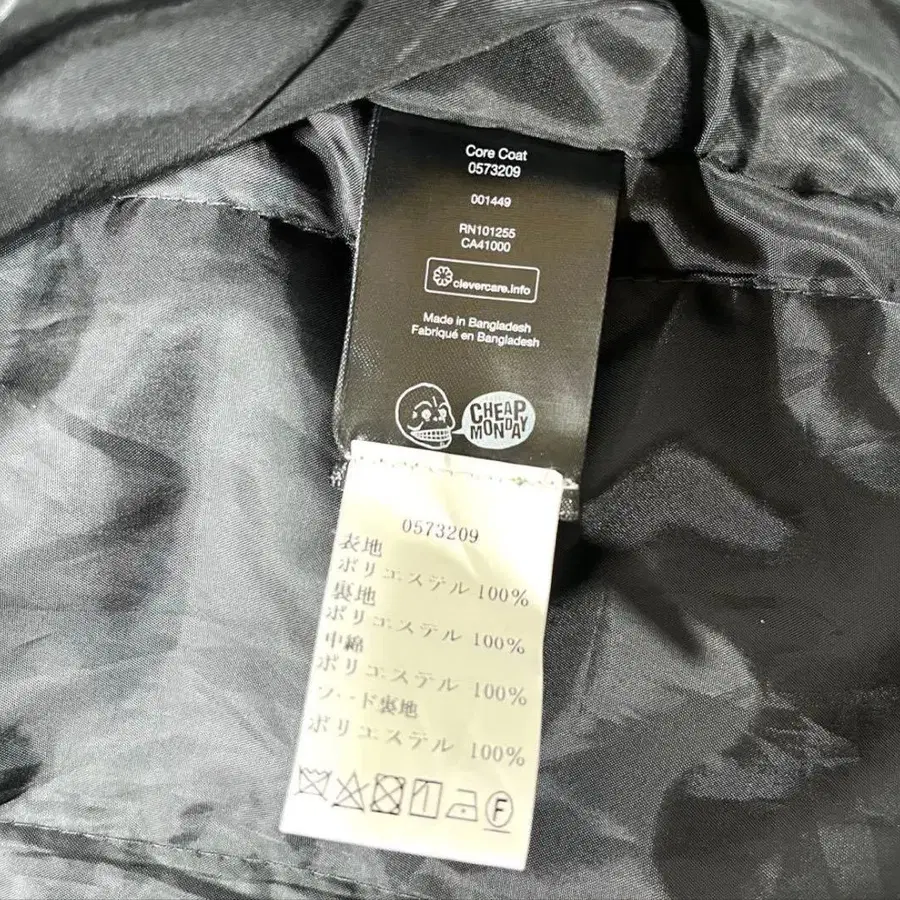 Core Coat
0573209
001449
RN101255
CA41000
clevercare.info
Made in Bangladesh
Fabriqué en Bangladesh
CHEAP
MONDAY
0573209
表地
ポリエステル 100%
裏地
ポリエステル 100%
中綿
ポリエステル 100%
フード裏地
ポリエステル 100%
F